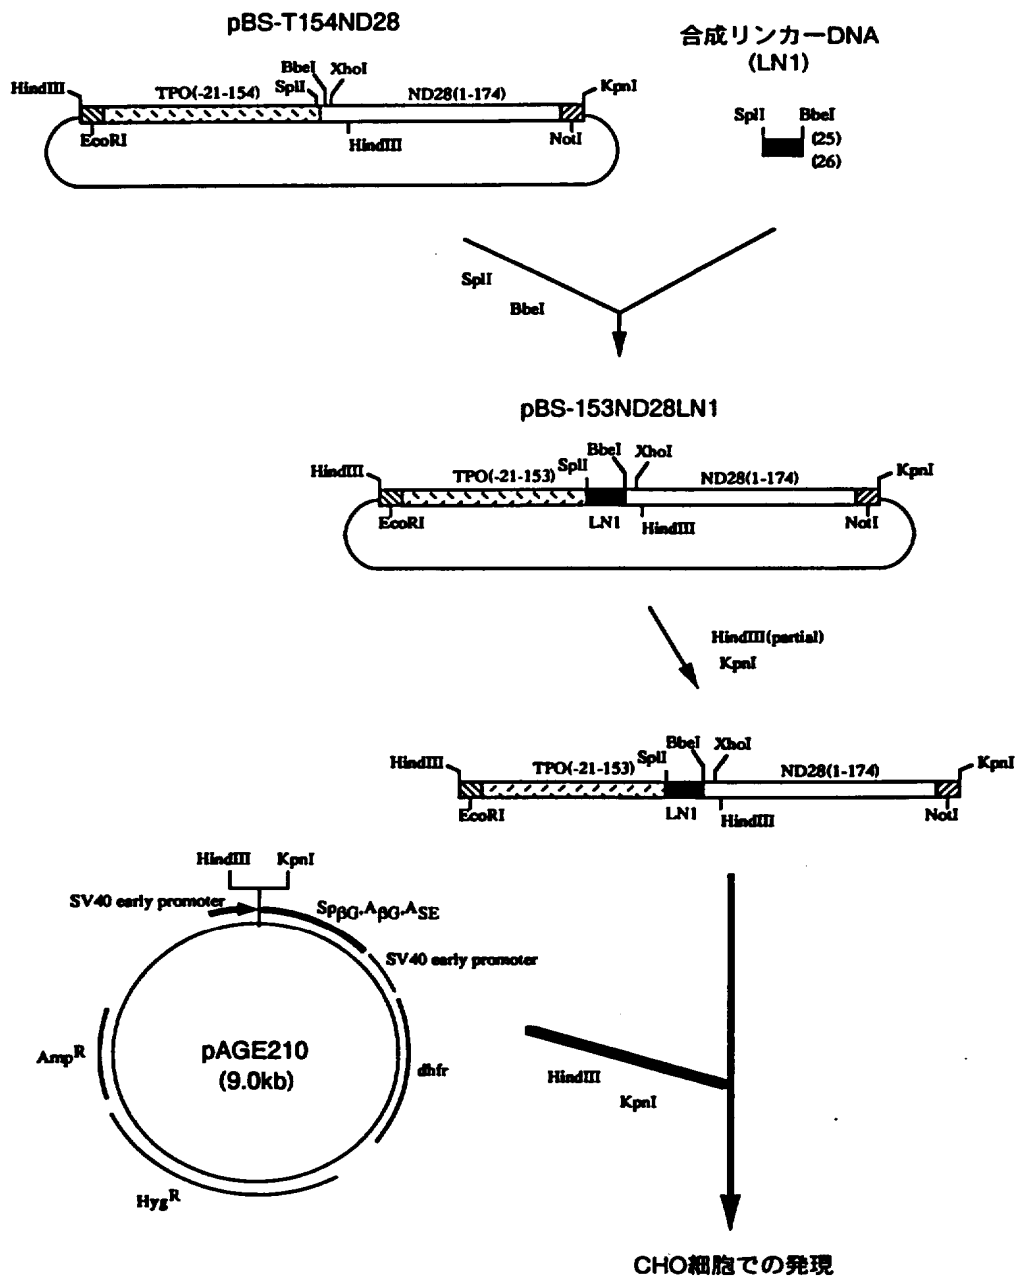 pBS-T154ND28
合成リンカーDNA
(LN1)
BbeI XhoI
HindIII TPO(-21-154) SplI ND28(1-174) KpnI
EcoRI HindIII NotI
SplI BbeI
(25)
(26)
SplI
BbeI
pBS-153ND28LN1
BbeI XhoI
HindIII TPO(-21-153) SplI ND28(1-174) KpnI
EcoRI LN1 HindIII NotI
HindIII(partial)
KpnI
BbeI XhoI
HindIII TPO(-21-153) SplI ND28(1-174) KpnI
EcoRI LN1 HindIII NotI
HindIII KpnI
SV40 early promoter SpβG,AβG,ASE
SV40 early promoter
pAGE210
(9.0kb)
AmpR
dhfr
HygR
HindIII
KpnI
CHO細胞での発現